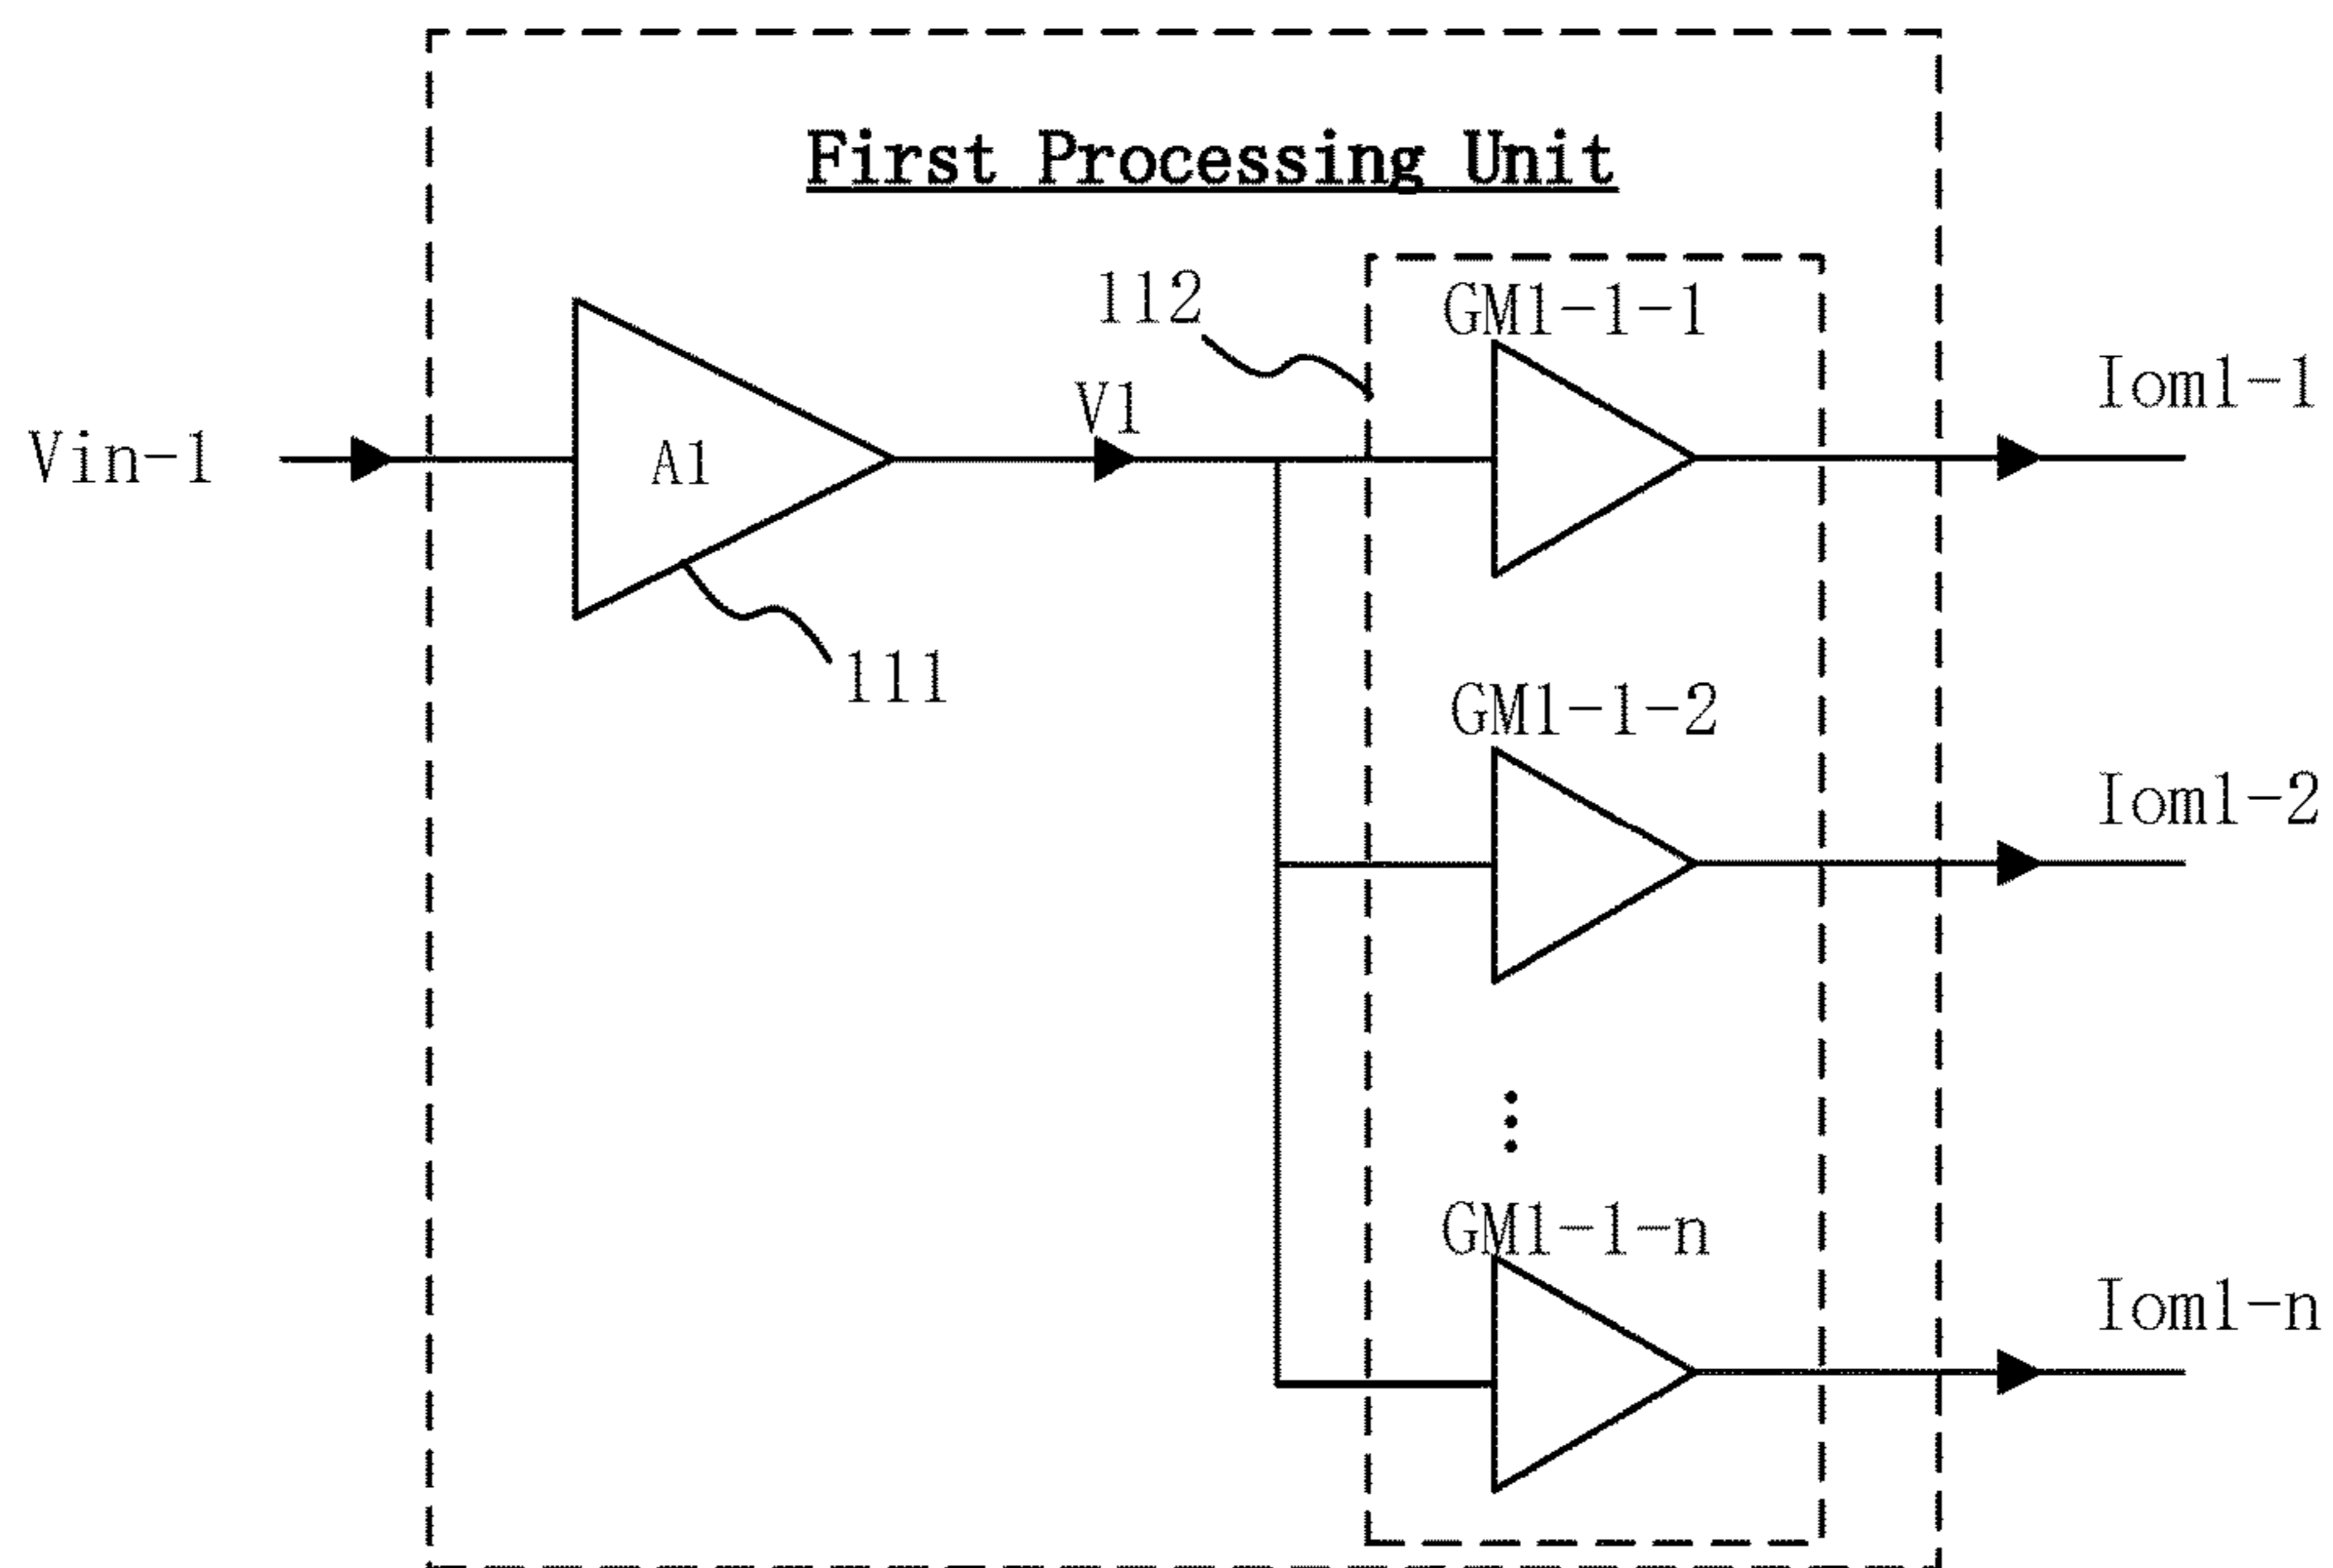 First Processing Unit
112
GM1-1-1
Iom1-1
V1
Vin-1
A1
111
GM1-1-2
Iom1-2
GM1-1-n
Iom1-n